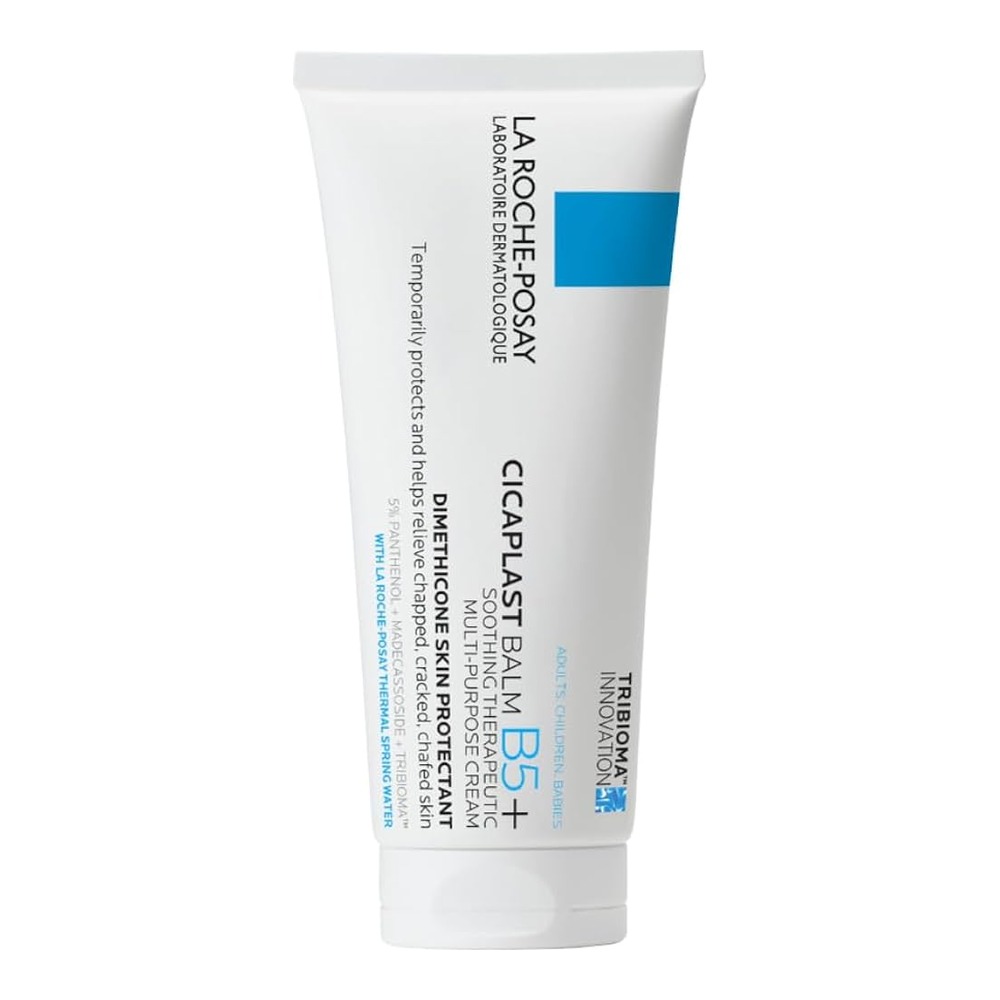 LA ROCHE-POSAY
LABORATOIRE DERMATOLOGIQUE
CICAPLAST BALM B5+
SOOTHING THERAPEUTIC
MULTI-PURPOSE CREAM
DIMETHICONE SKIN PROTECTANT
Temporarily protects and helps relieve chapped, cracked, chafed skin
5% PANTHENOL + MADECASSOSIDE + TRIBIOMA™
WITH LA ROCHE-POSAY THERMAL SPRING WATER
ADULTS, CHILDREN, BABIES
TRIBIOMA™
INNOVATION